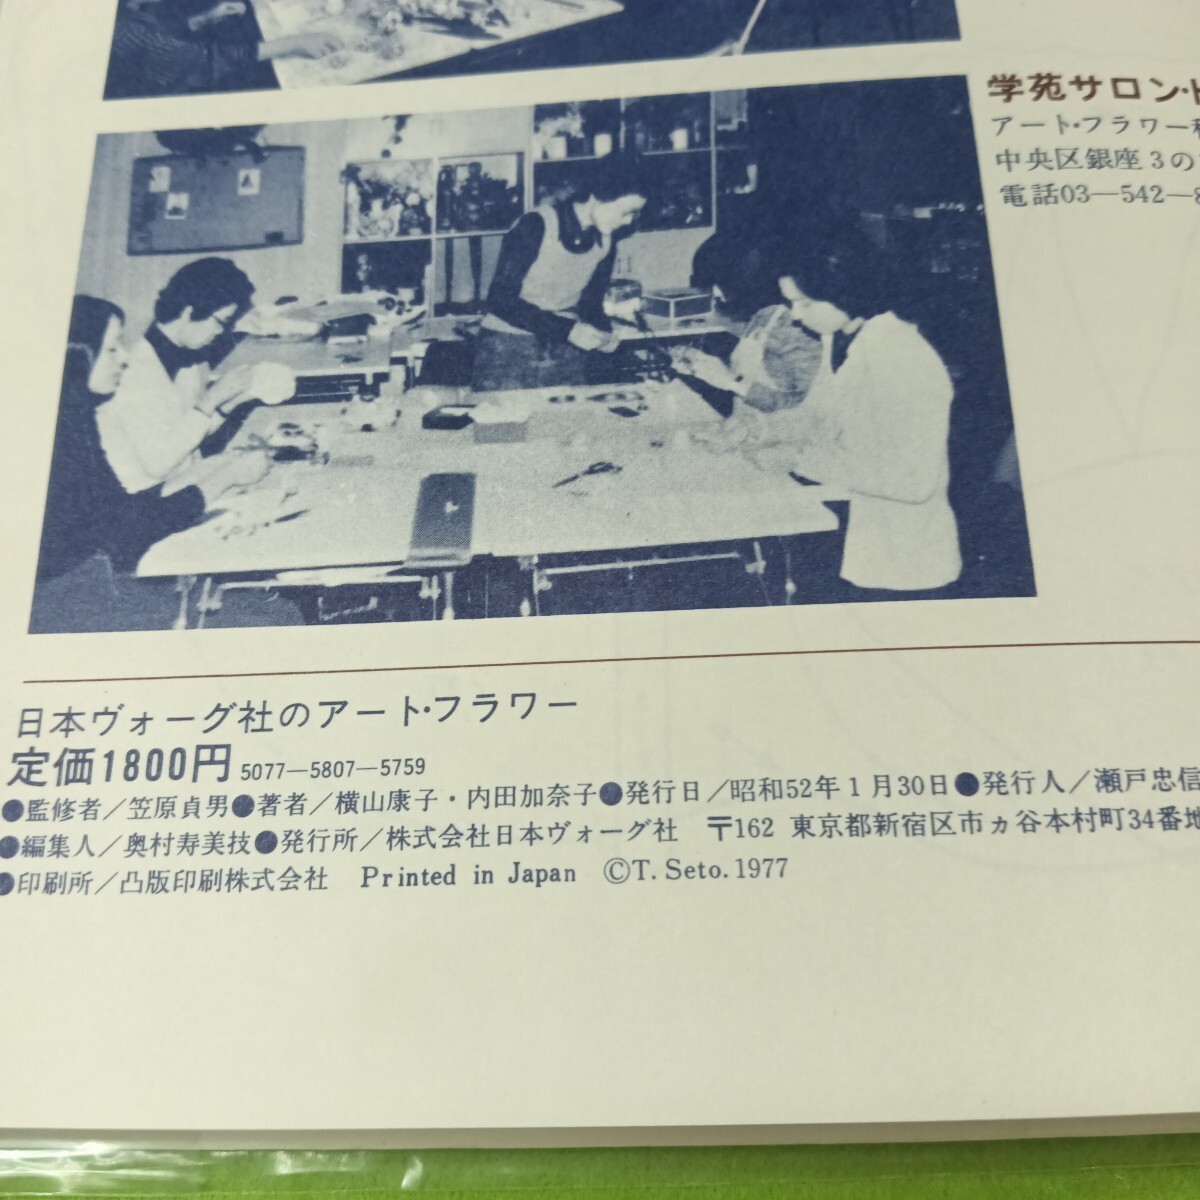 学苑サロン・
アート・フラワー
中央区銀座3の
電話03—542—8
日本ヴォーグ社のアート・フラワー
定価1800円 5077—5807—5759
●監修者／笠原貞男●著者／横山康子・内田加奈子●発行日／昭和52年1月30日●発行人／瀬戸忠信
●編集人／奥村寿美技●発行所／株式会社日本ヴォーグ社 〒162 東京都新宿区市ヵ谷本村町34番地
●印刷所／凸版印刷株式会社 Printed in Japan ©T. Seto. 1977